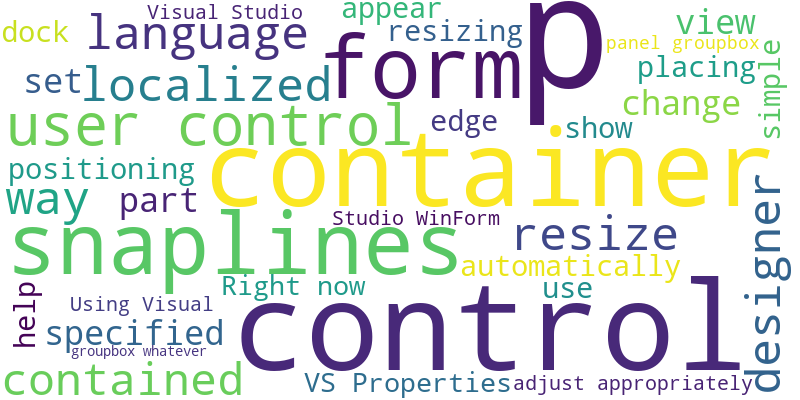 Visual Studio
appear
p
dock
language
resizing
view
panel groupbox
form
set
localized
placing
simple
change
user control
edge
show
container
positioning
way
part
Studio WinForm
snaplines
resize
designer
automatically
Right now
use
control
help
Using Visual
specified
groupbox whatever
contained
VS Properties
adjust appropriately